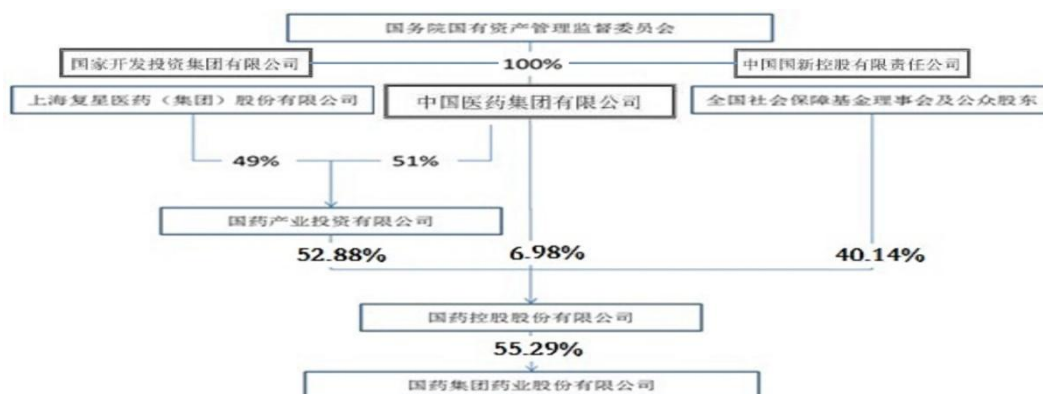 国务院国有资产管理监督委员会
国家开发投资集团有限公司
100%
中国国新控股有限责任公司
上海复星医药（集团）股份有限公司
中国医药集团有限公司
全国社会保障基金理事会及公众股东
49%
51%
国药产业投资有限公司
52.88%
6.98%
40.14%
国药控股股份有限公司
55.29%
国药集团药业股份有限公司